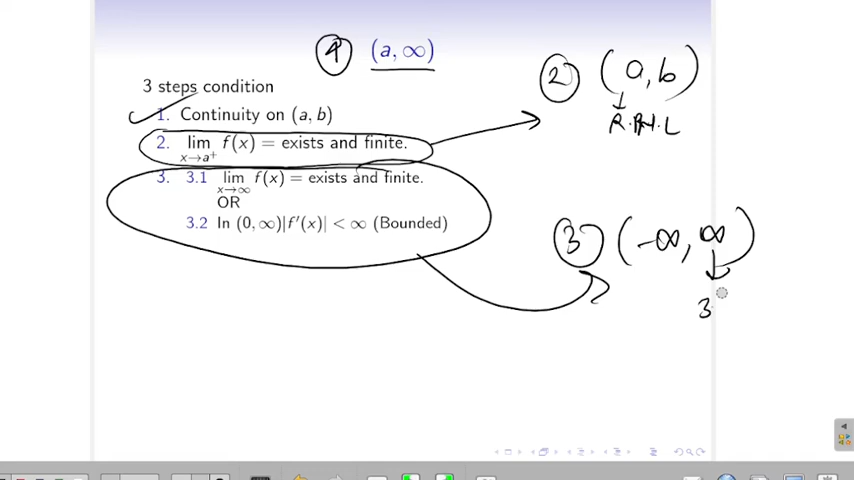 4 (a, ∞)
3 steps condition
1. Continuity on (a, b)
2. lim x→a⁺ f(x) = exists and finite.
3. 3.1 lim x→∞ f(x) = exists and finite.
OR
3.2 In (0, ∞)|f′(x)| < ∞ (Bounded)
2 (a, b)
↓
R.H.L
3 (-∞, ∞)
↓
3